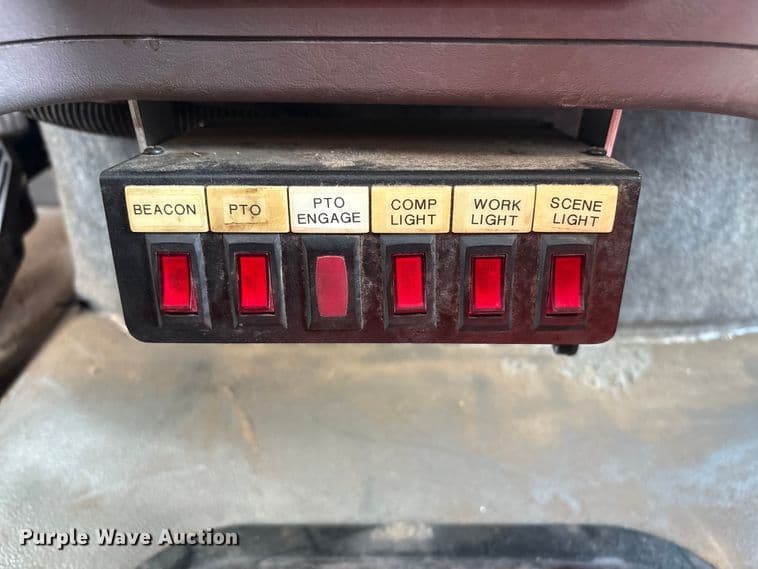 BEACON
PTO
PTO
ENGAGE
COMP
LIGHT
WORK
LIGHT
SCENE
LIGHT
Purple Wave Auction